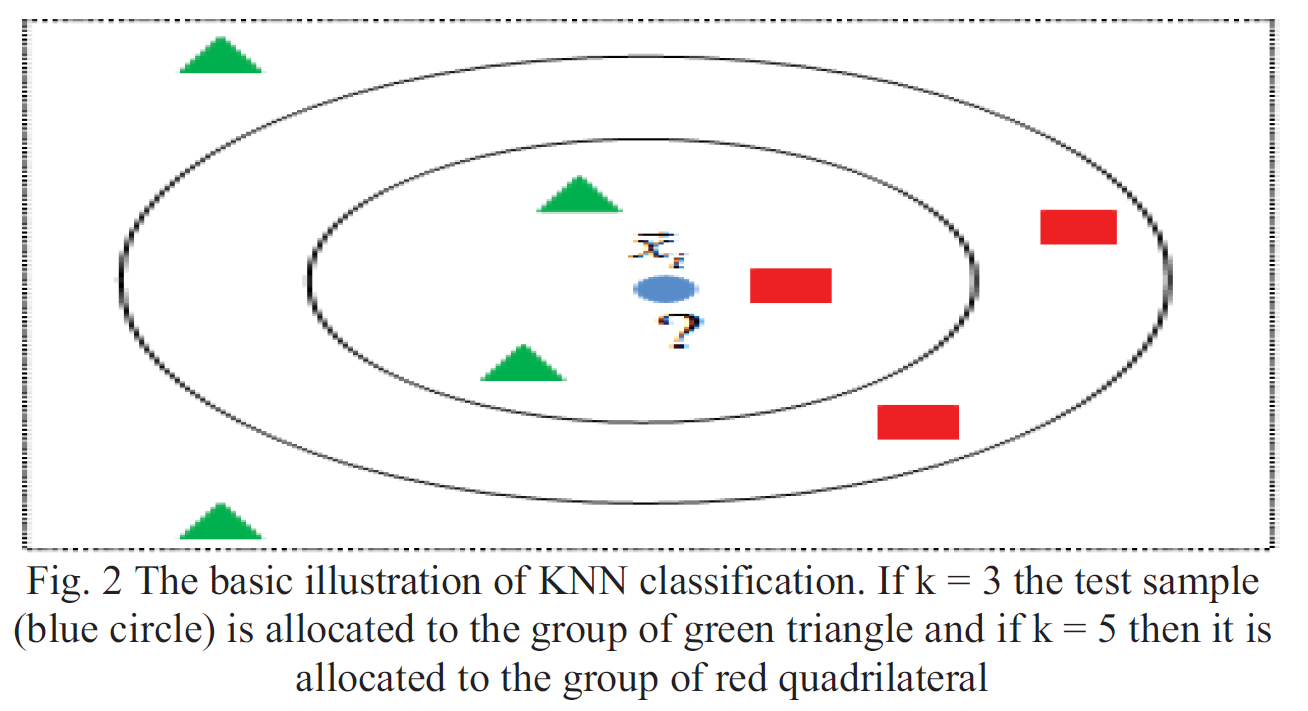 x̄ᵢ
?
Fig. 2 The basic illustration of KNN classification. If k = 3 the test sample
(blue circle) is allocated to the group of green triangle and if k = 5 then it is
allocated to the group of red quadrilateral